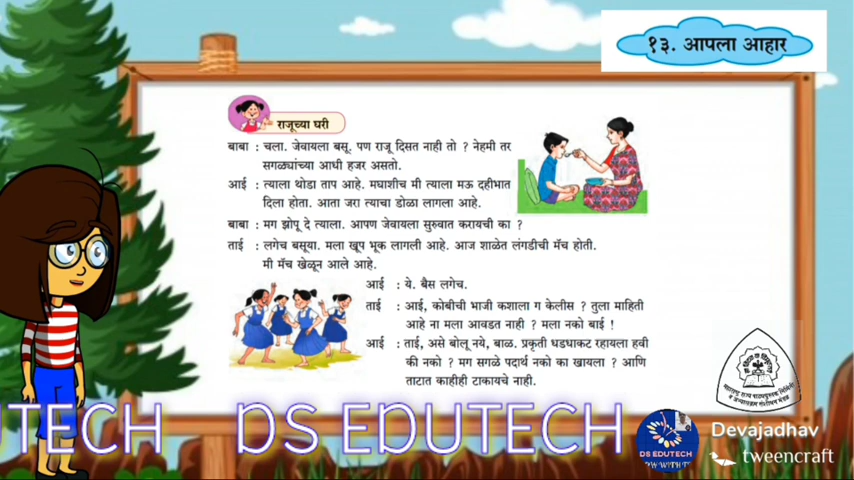 १३. आपला आहार
राजूच्या घरी
बाबा : चला. जेवायला बसू. पण राजू दिसत नाही तो ? नेहमी तर
सगळ्यांच्या आधी हजर असतो.
आई : त्याला थोडा ताप आहे. मघाशीच मी त्याला मऊ दहीभात
दिला होता. आता जरा त्याचा डोळा लागला आहे.
बाबा : मग झोपू दे त्याला. आपण जेवायला सुरुवात करायची का ?
ताई : लगेच बसूया. मला खूप भूक लागली आहे. आज शाळेत लंगडीची मॅच होती.
मी मॅच खेळून आले आहे.
आई : ये. बैस लगेच.
ताई : आई, कोबीची भाजी कशाला ग केलीस ? तुला माहिती
आहे ना मला आवडत नाही ? मला नको बाई !
आई : ताई, असे बोलू नये, बाळ. प्रकृती धडधाकट रहायला हवी
की नको ? मग सगळे पदार्थ नको का खायला ? आणि
ताटात काहीही टाकायचे नाही.
UTECH DS EDUTECH
DS EDUTECH
Devajadhav
tweencraft